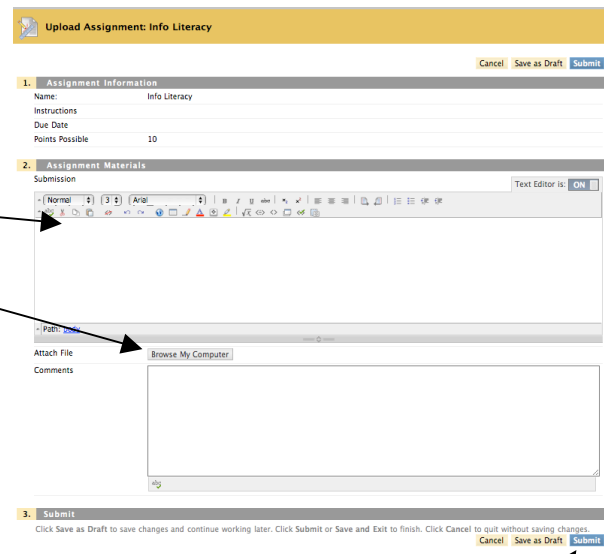 Upload Assignment: Info Literacy
Cancel Save as Draft Submit
1. Assignment Information
Name: Info Literacy
Instructions
Due Date
Points Possible 10
2. Assignment Materials
Submission
Text Editor is: ON
Normal 3 Arial
Path: body
Attach File Browse My Computer
Comments
abc
3. Submit
Click Save as Draft to save changes and continue working later. Click Submit or Save and Exit to finish. Click Cancel to quit without saving changes.
Cancel Save as Draft Submit